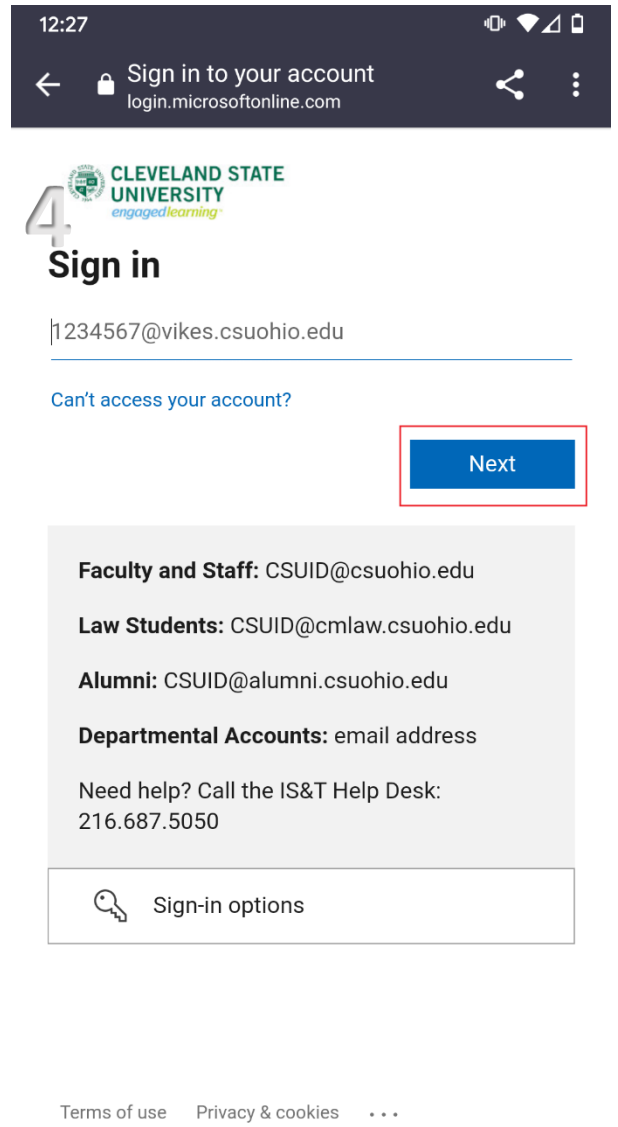 12:27
Sign in to your account
login.microsoftonline.com
CLEVELAND STATE
UNIVERSITY
engagedlearning
4
Sign in
1234567@vikes.csuohio.edu
Can't access your account?
Next
Faculty and Staff: CSUID@csuohio.edu
Law Students: CSUID@cmlaw.csuohio.edu
Alumni: CSUID@alumni.csuohio.edu
Departmental Accounts: email address
Need help? Call the IS&T Help Desk:
216.687.5050
Sign-in options
Terms of use Privacy & cookies ...